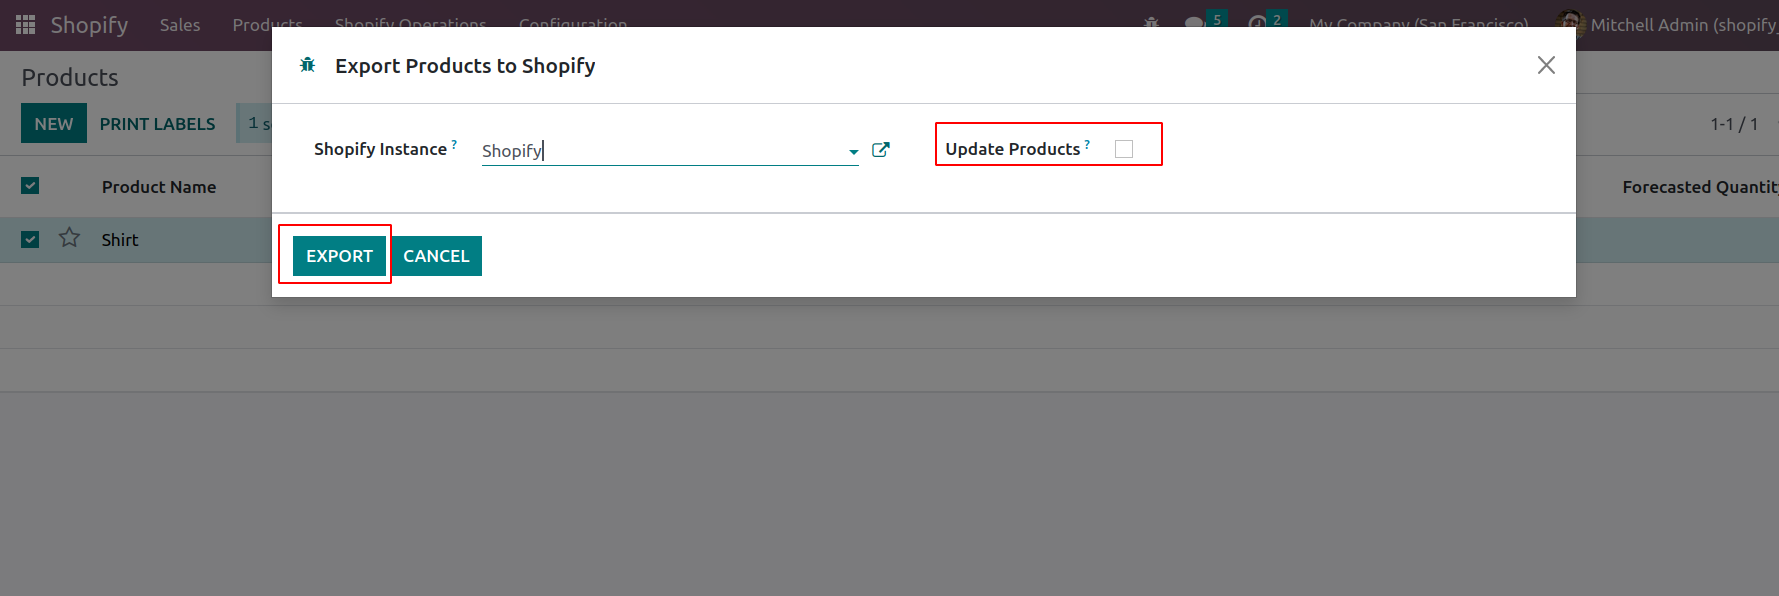 Shopify Sales Products Shopify Operations Configuration 5 2 My Company (San Francisco) Mitchell Admin (shopify_
Products
Export Products to Shopify
NEW PRINT LABELS 1 s
1-1 / 1
Shopify Instance ? Shopify
Update Products ?
Product Name
Forecasted Quantit
Shirt
EXPORT CANCEL